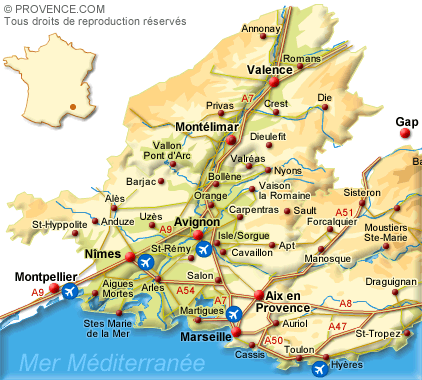 © PROVENCE.COM
Tous droits de reproduction réservés
Annonay
Romans
Valence
A7
Privas
Crest
Die
Montélimar
Gap
Dieulefit
Vallon
Pont d'Arc
Valréas
Nyons
Bollène
Barjac
Vaison
la Romaine
Orange
Sisteron
Alès
Carpentras
Sault
A51
Anduze
Uzès
Avignon
Forcalquier
Moustiers
Ste-Marie
St-Hyppolite
A9
Isle/Sorgue
Apt
Nîmes
St-Rémy
Cavaillon
Manosque
Montpellier
Salon
Draguignan
A9
Aigues
Mortes
Arles
A54
Aix en
Provence
A7
A8
Stes Marie
de la Mer
Martigues
Auriol
A47
St-Tropez
Marseille
A50
Cassis
Toulon
Hyères
Mer Méditerranée